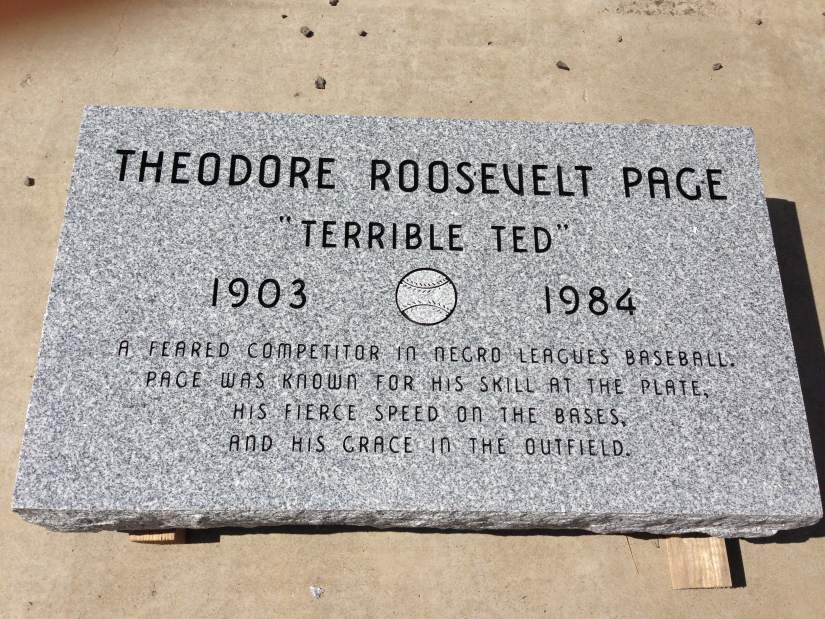 THEODORE ROOSEVELT PAGE
"TERRIBLE TED"
1903 1984
A FEARED COMPETITOR IN NEGRO LEAGUES BASEBALL.
PAGE WAS KNOWN FOR HIS SKILL AT THE PLATE,
HIS FIERCE SPEED ON THE BASES,
AND HIS GRACE IN THE OUTFIELD.